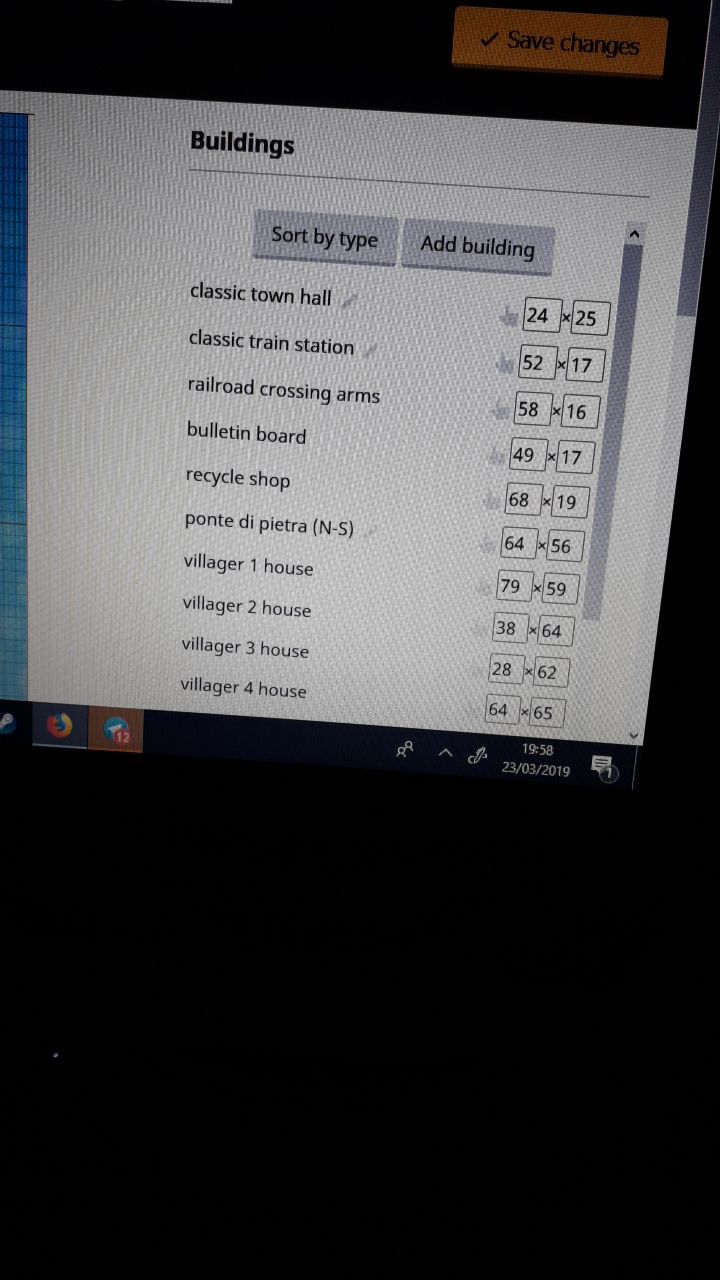 ✓ Save changes
Buildings
Sort by type Add building
classic town hall 24 × 25
classic train station 52 × 17
railroad crossing arms 58 × 16
bulletin board 49 × 17
recycle shop 68 × 19
ponte di pietra (N-S) 64 × 56
villager 1 house 79 × 59
villager 2 house 38 × 64
villager 3 house 28 × 62
villager 4 house 64 × 65
12
19:58
23/03/2019
1